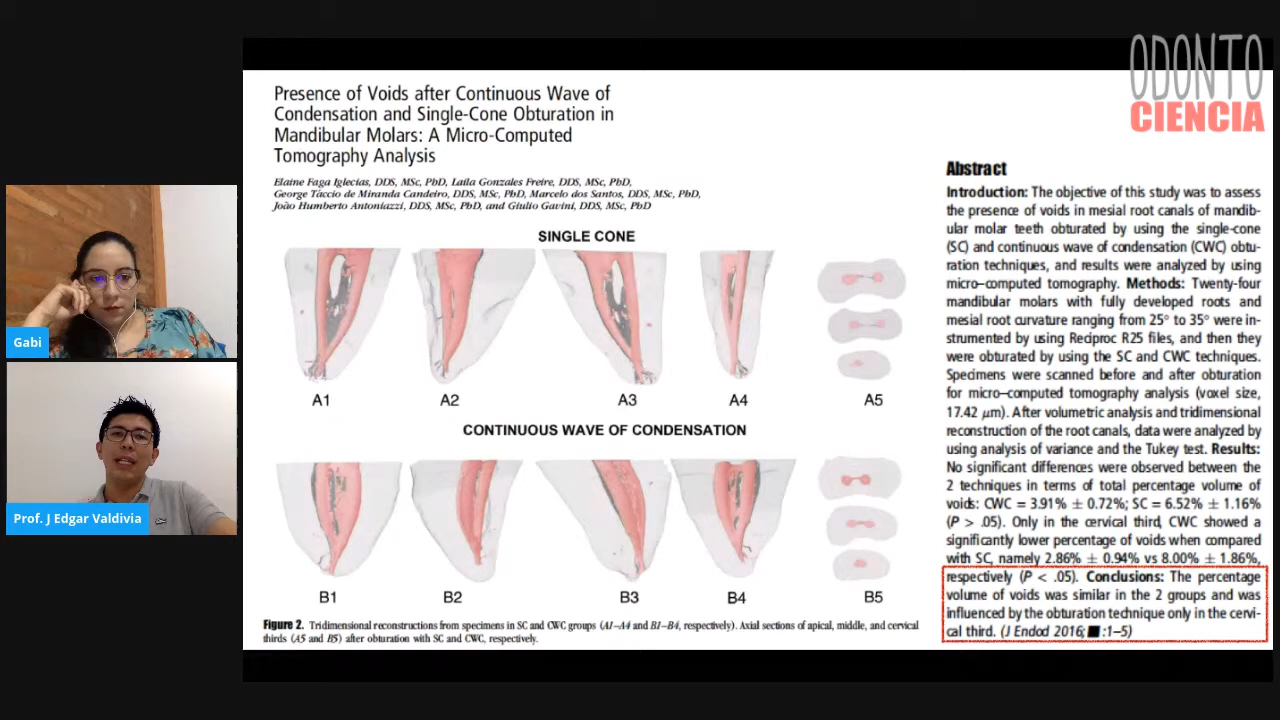 ODONTO
CIENCIA
Presence of Voids after Continuous Wave of
Condensation and Single-Cone Obturation in
Mandibular Molars: A Micro-Computed
Tomography Analysis
Elaine Faga Iglecias, DDS, MSc, PhD, Laila Gonzales Freire, DDS, MSc, PhD,
George Táccio de Miranda Candeiro, DDS, MSc, PhD, Marcelo dos Santos, DDS, MSc, PhD,
João Humberto Antoniazzi, DDS, MSc, PhD, and Giulio Gavini, DDS, MSc, PhD
SINGLE CONE
A1 A2 A3 A4 A5
CONTINUOUS WAVE OF CONDENSATION
B1 B2 B3 B4 B5
Figure 2. Tridimensional reconstructions from specimens in SC and CWC groups (A1–A4 and B1–B4, respectively). Axial sections of apical, middle, and cervical
thirds (A5 and B5) after obturation with SC and CWC, respectively.
Abstract
Introduction: The objective of this study was to assess
the presence of voids in mesial root canals of mandib-
ular molar teeth obturated by using the single-cone
(SC) and continuous wave of condensation (CWC) obtu-
ration techniques, and results were analyzed by using
micro–computed tomography. Methods: Twenty-four
mandibular molars with fully developed roots and
mesial root curvature ranging from 25° to 35° were in-
strumented by using Reciproc R25 files, and then they
were obturated by using the SC and CWC techniques.
Specimens were scanned before and after obturation
for micro–computed tomography analysis (voxel size,
17.42 μm). After volumetric analysis and tridimensional
reconstruction of the root canals, data were analyzed by
using analysis of variance and the Tukey test. Results:
No significant differences were observed between the
2 techniques in terms of total percentage volume of
voids: CWC = 3.91% ± 0.72%; SC = 6.52% ± 1.16%
(P > .05). Only in the cervical third, CWC showed a
significantly lower percentage of voids when compared
with SC, namely 2.86% ± 0.94% vs 8.00% ± 1.86%,
respectively (P < .05). Conclusions: The percentage
volume of voids was similar in the 2 groups and was
influenced by the obturation technique only in the cervi-
cal third. (J Endod 2016;■:1–5)
Gabi
Prof. J Edgar Valdivia